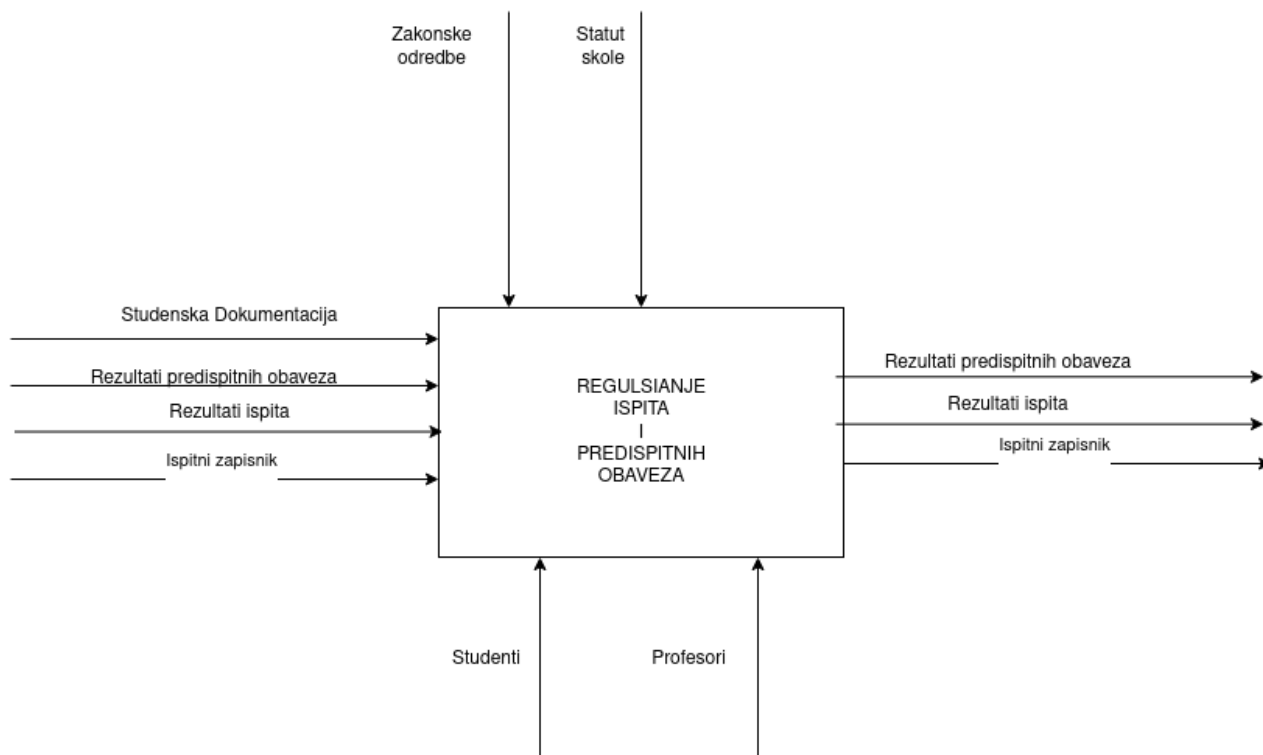 Zakonske
odredbe
Statut
skole
Studenska Dokumentacija
Rezultati predispitnih obaveza
Rezultati ispita
Ispitni zapisnik
REGULSIANJE
ISPITA
I
PREDISPITNIH
OBAVEZA
Rezultati predispitnih obaveza
Rezultati ispita
Ispitni zapisnik
Studenti
Profesori